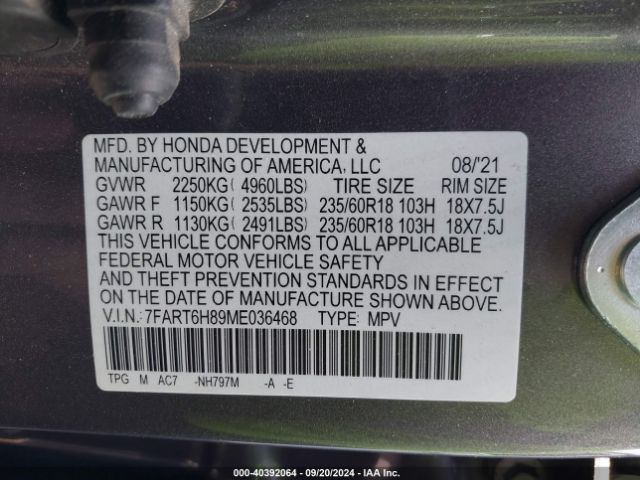 MFD. BY HONDA DEVELOPMENT &
MANUFACTURING OF AMERICA, LLC 08/'21
GVWR 2250KG( 4960LBS) TIRE SIZE RIM SIZE
GAWR F 1150KG( 2535LBS) 235/60R18 103H 18X7.5J
GAWR R 1130KG( 2491LBS) 235/60R18 103H 18X7.5J
THIS VEHICLE CONFORMS TO ALL APPLICABLE
FEDERAL MOTOR VEHICLE SAFETY
AND THEFT PREVENTION STANDARDS IN EFFECT
ON THE DATE OF MANUFACTURE SHOWN ABOVE.
V.I.N.: 7FART6H89ME036468 TYPE: MPV
TPG M AC7 -NH797M -A -E
000-40392064 - 09/20/2024 - IAA Inc.